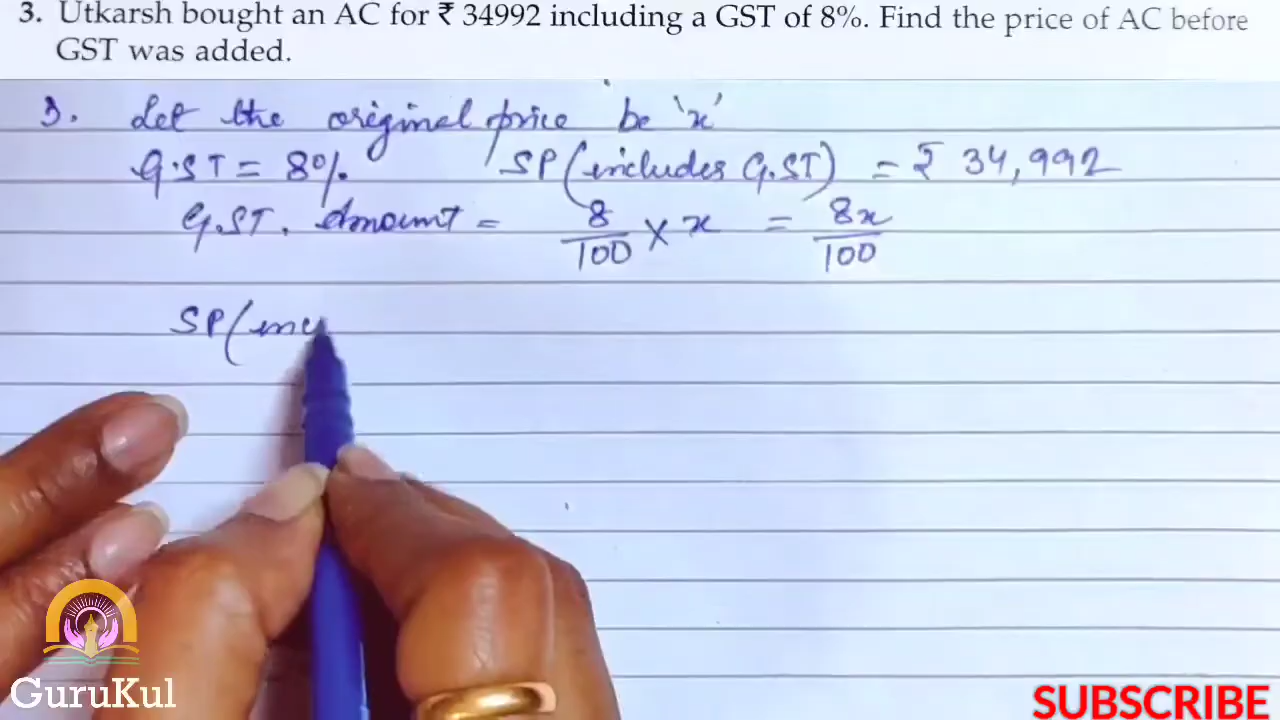 3. Utkarsh bought an AC for ₹ 34992 including a GST of 8%. Find the price of AC before
GST was added.
3. Let the original price be 'x'
G.ST = 8% SP (includes G.ST) = ₹ 34,992
G.ST. Amount = 8/100 × x = 8x/100
SP (inc
GuruKul
SUBSCRIBE